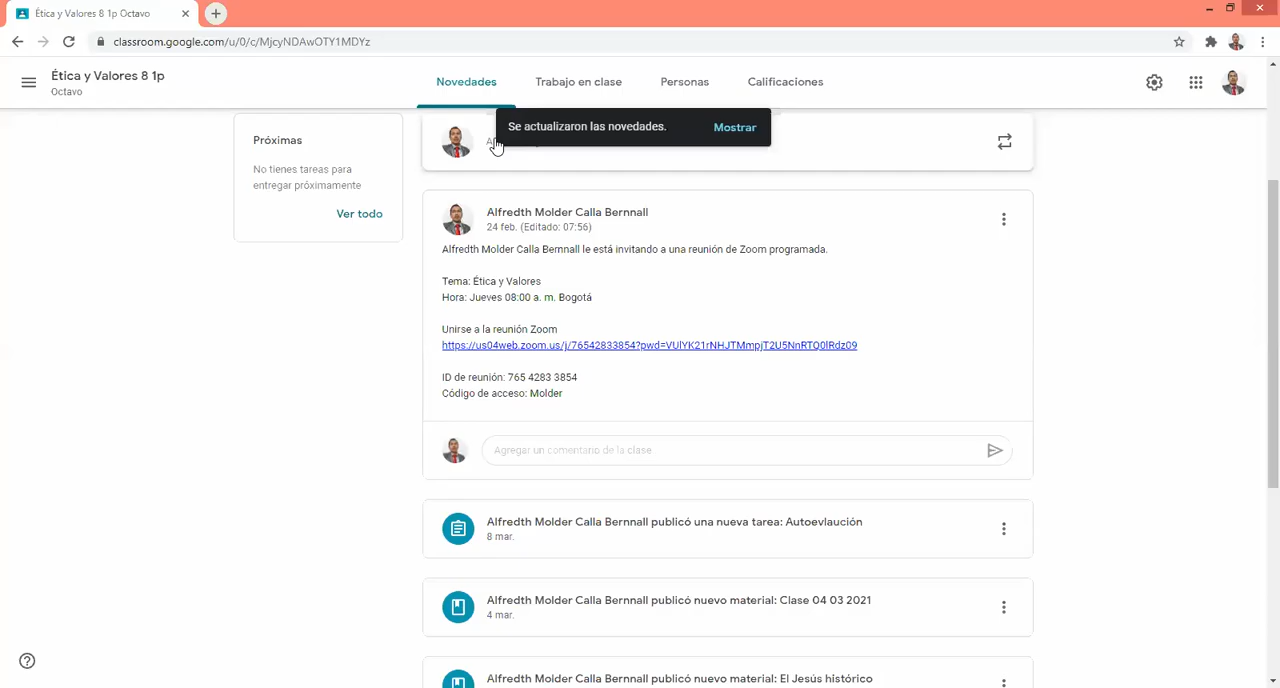 Ética y Valores 8 1p Octavo
classroom.google.com/u/0/c/MjcyNDAwOTY1MDYz
Ética y Valores 8 1p
Octavo
Novedades
Trabajo en clase
Personas
Calificaciones
Se actualizaron las novedades.
Mostrar
Próximas
No tienes tareas para
entregar próximamente
Ver todo
Alfredth Molder Calla Bernnall
24 feb. (Editado: 07:56)
Alfredth Molder Calla Bernnall le está invitando a una reunión de Zoom programada.
Tema: Ética y Valores
Hora: Jueves 08:00 a. m. Bogotá
Unirse a la reunión Zoom
https://us04web.zoom.us/j/76542833854?pwd=VUlYK21rNHJTMmpjT2U5NnRTQ0lRdz09
ID de reunión: 765 4283 3854
Código de acceso: Molder
Agregar un comentario de la clase
Alfredth Molder Calla Bernnall publicó una nueva tarea: Autoevlaución
8 mar.
Alfredth Molder Calla Bernnall publicó nuevo material: Clase 04 03 2021
4 mar.
Alfredth Molder Calla Bernnall publicó nuevo material: El Jesús histórico